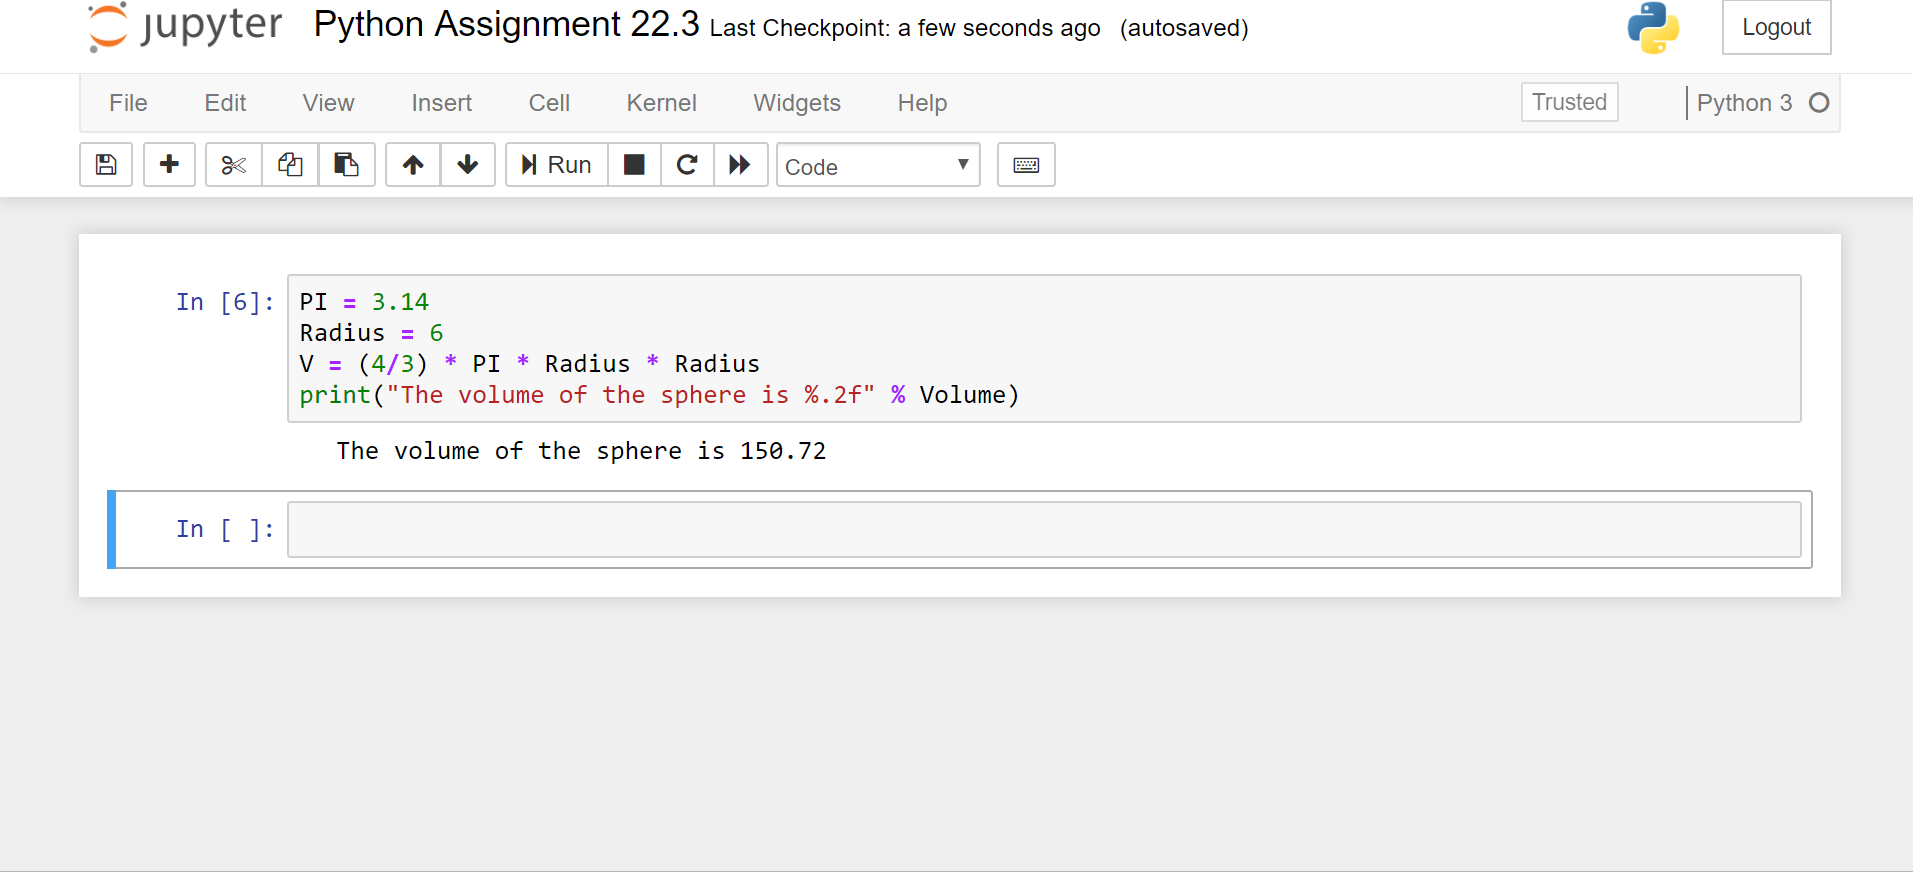 jupyter Python Assignment 22.3 Last Checkpoint: a few seconds ago (autosaved)
Logout
File Edit View Insert Cell Kernel Widgets Help
Trusted
Python 3
Run
Code
In [6]:
PI = 3.14
Radius = 6
V = (4/3) * PI * Radius * Radius
print("The volume of the sphere is %.2f" % Volume)
The volume of the sphere is 150.72
In [ ]: